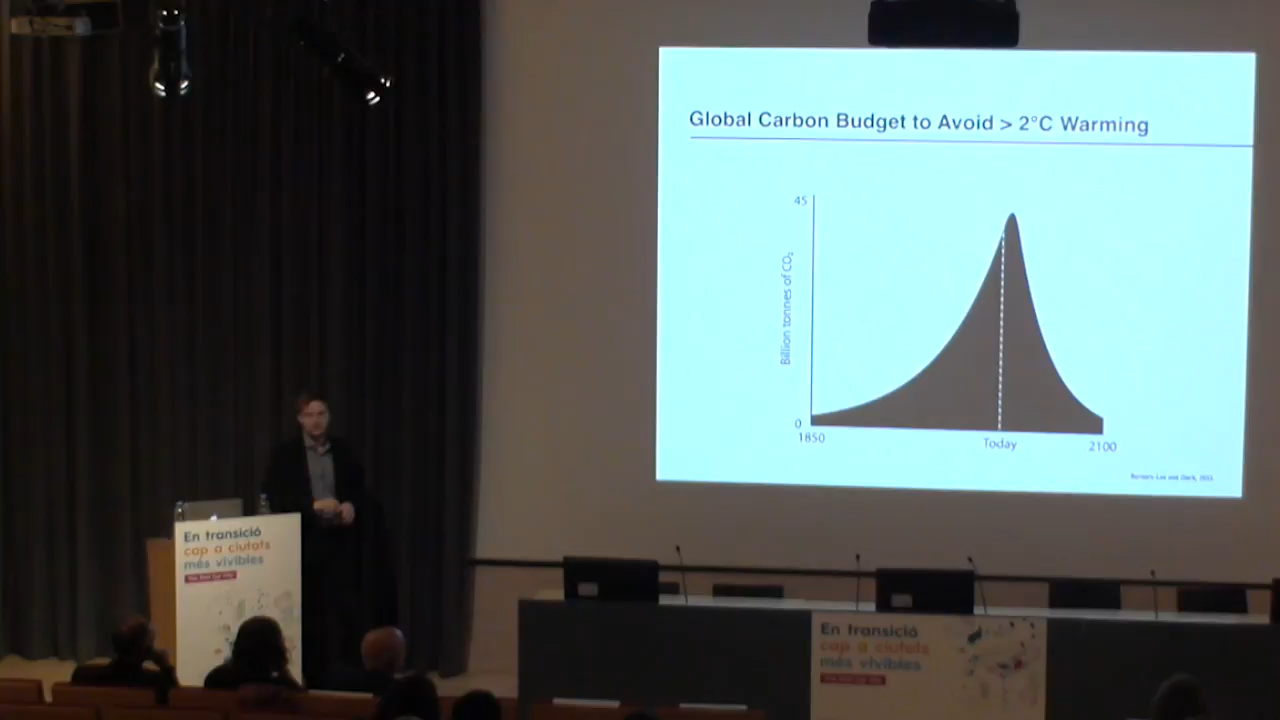 Global Carbon Budget to Avoid > 2°C Warming
45
Billion tonnes of CO₂
0
1850
Today
2100
En transició
cap a ciutats
més vivibles
En transició
cap a ciutats
més vivibles